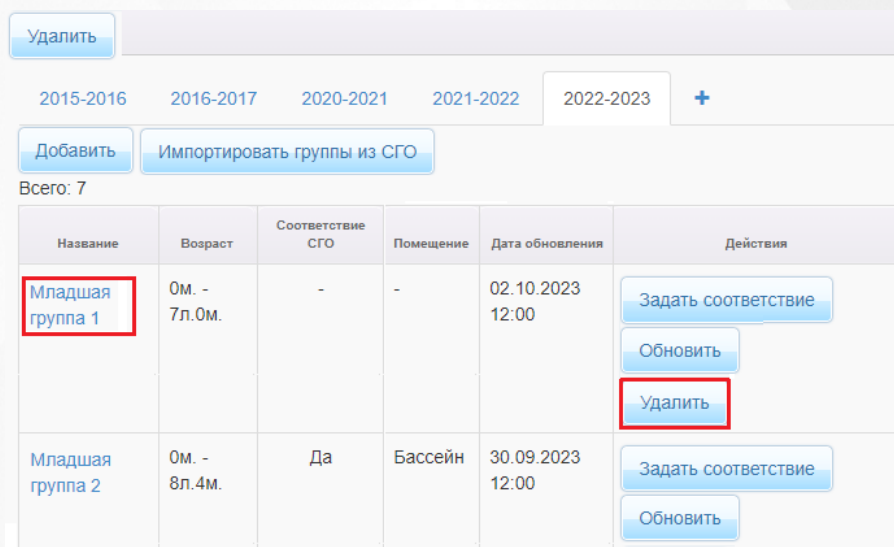 Удалить
2015-2016 2016-2017 2020-2021 2021-2022 2022-2023 +
Добавить Импортировать группы из СГО
Всего: 7
Название Возраст Соответствие СГО Помещение Дата обновления Действия
Младшая 0м. - - - 02.10.2023 Задать соответствие
группа 1 7л.0м. 12:00
Обновить
Удалить
Младшая 0м. - Да Бассейн 30.09.2023 Задать соответствие
группа 2 8л.4м. 12:00
Обновить